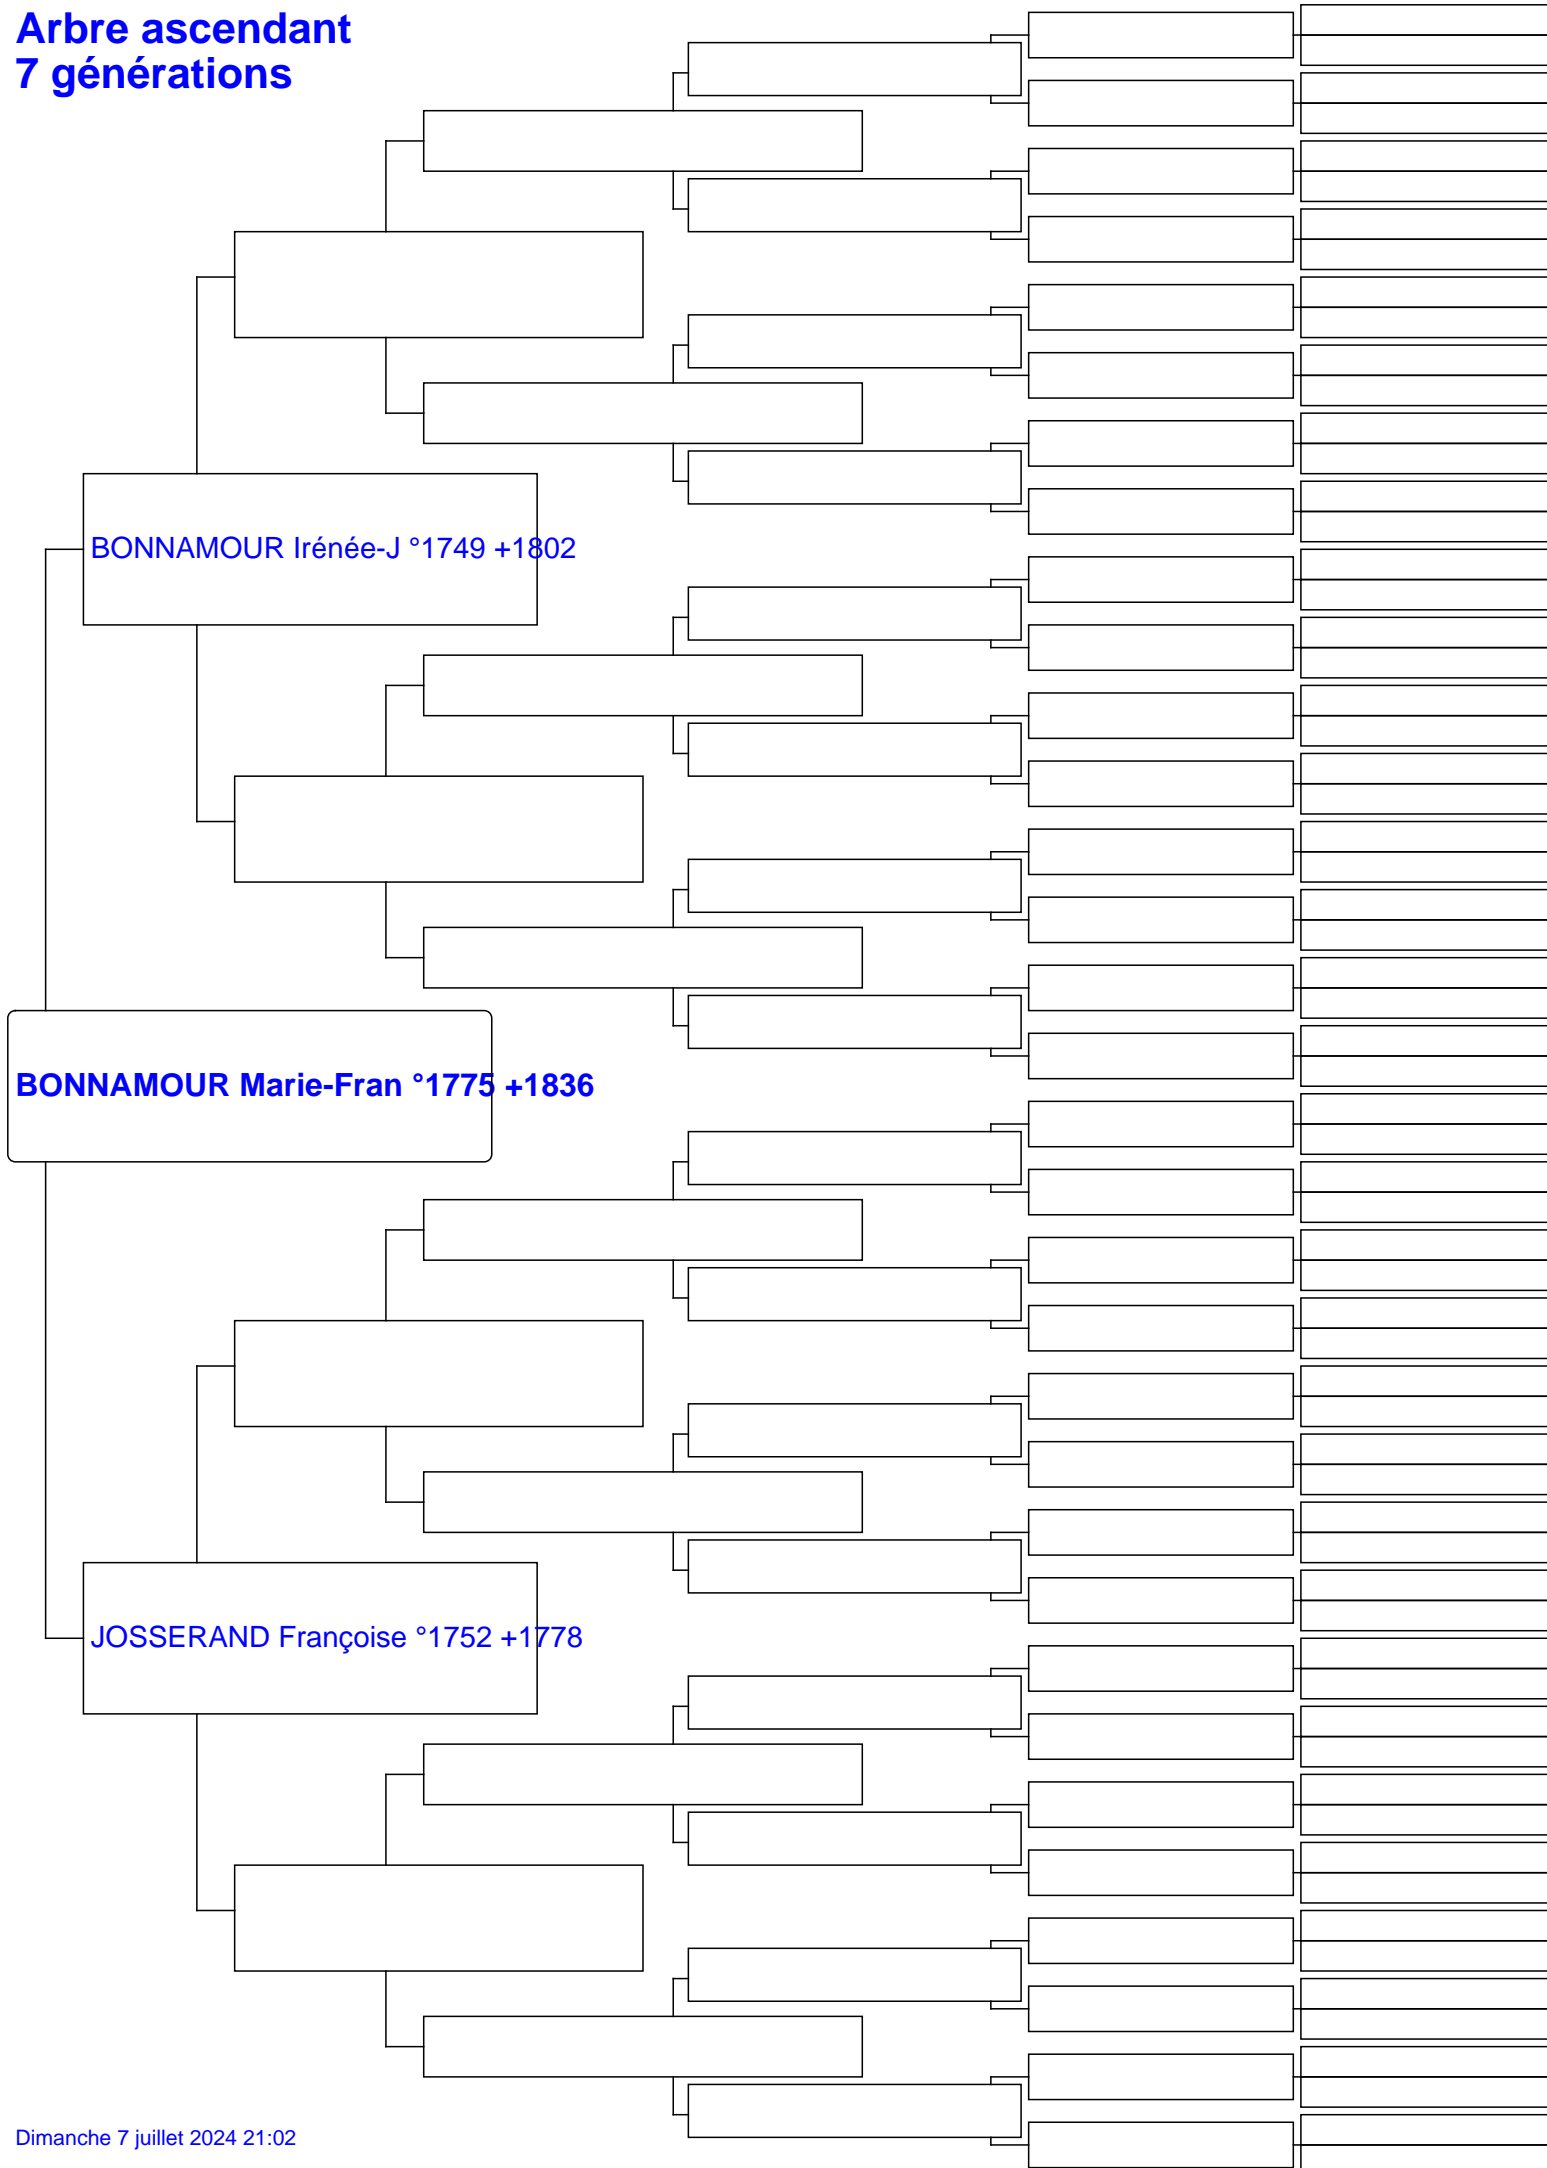 Arbre ascendant
7 générations
BONNAMOUR Irénée-J °1749 +1802
BONNAMOUR Marie-Fran °1775 +1836
JOSSERAND Françoise °1752 +1778
Dimanche 7 juillet 2024 21:02